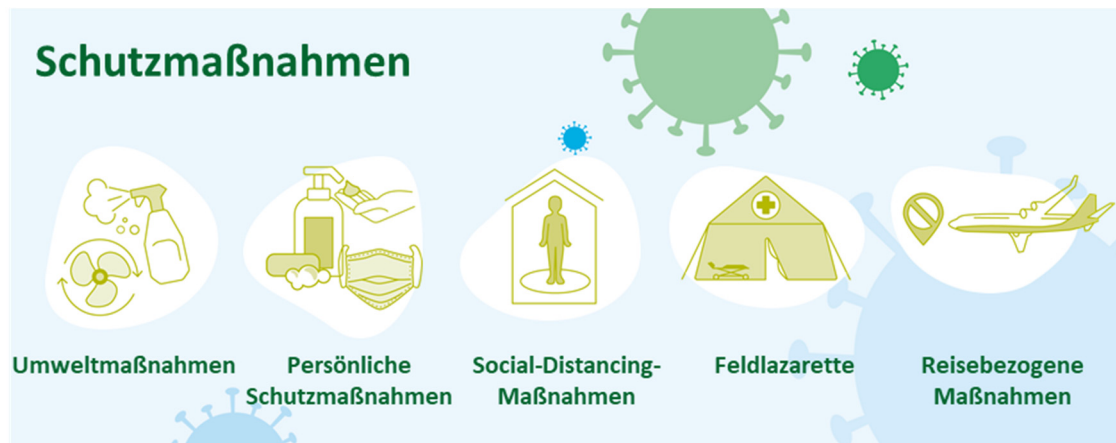 Schutzmaßnahmen
Umweltmaßnahmen
Persönliche
Schutzmaßnahmen
Social-Distancing-
Maßnahmen
Feldlazarette
Reisebezogene
Maßnahmen